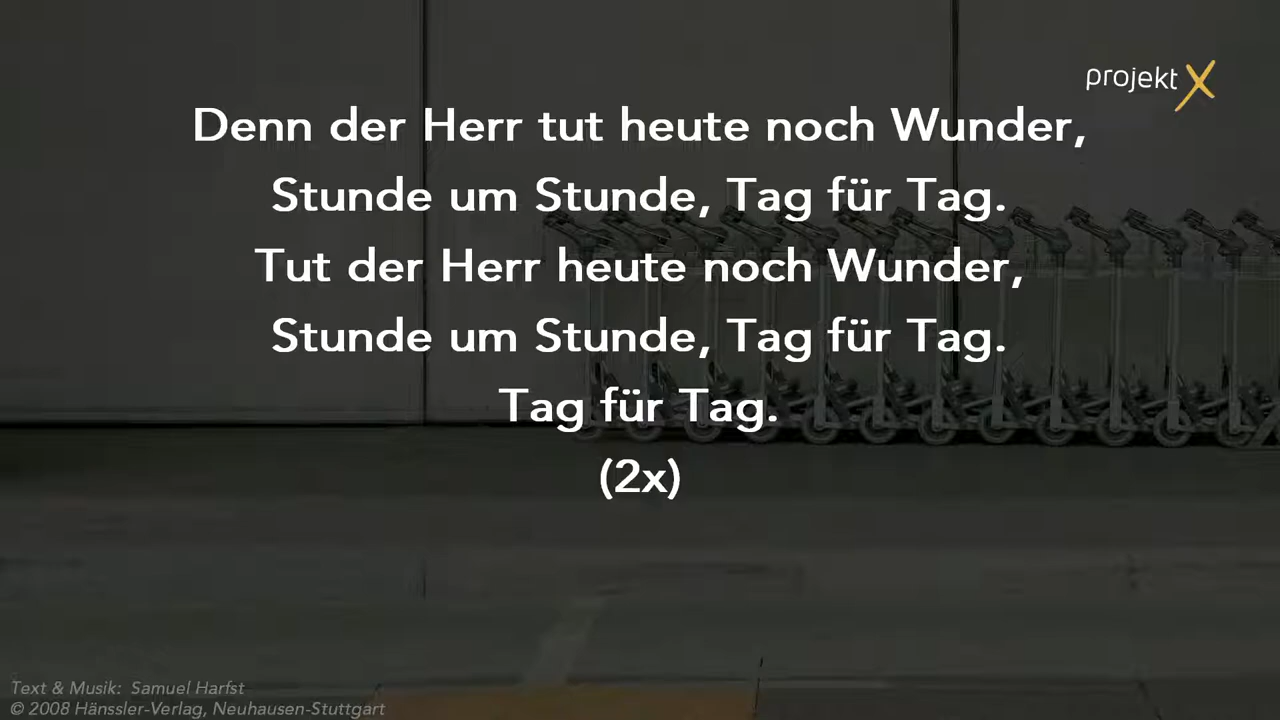 projekt X
Denn der Herr tut heute noch Wunder,
Stunde um Stunde, Tag für Tag.
Tut der Herr heute noch Wunder,
Stunde um Stunde, Tag für Tag.
Tag für Tag.
(2x)
Text & Musik: Samuel Harfst
© 2008 Hänssler-Verlag, Neuhausen-Stuttgart